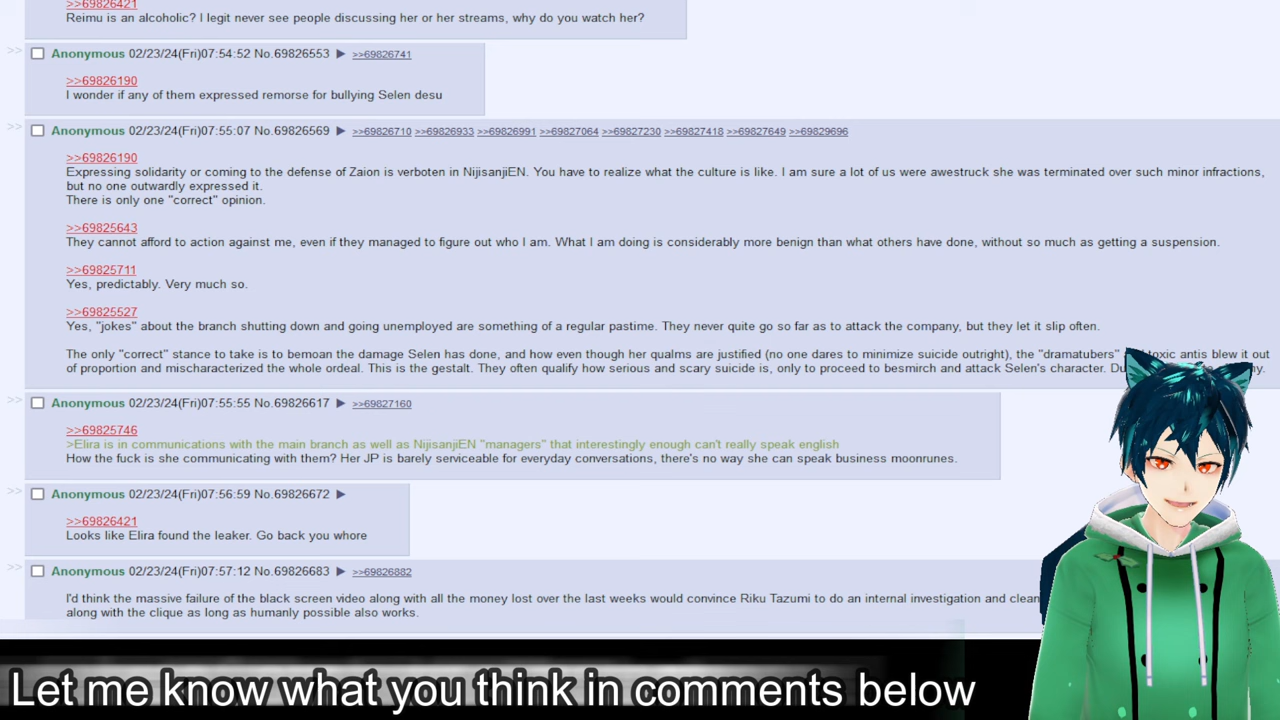 >>69826421
Reimu is an alcoholic? I legit never see people discussing her or her streams, why do you watch her?
>> Anonymous 02/23/24(Fri)07:54:52 No.69826553 ▶ >>69826741
>>69826190
I wonder if any of them expressed remorse for bullying Selen desu
>> Anonymous 02/23/24(Fri)07:55:07 No.69826569 ▶ >>69826710 >>69826933 >>69826991 >>69827064 >>69827230 >>69827418 >>69827649 >>69829696
>>69826190
Expressing solidarity or coming to the defense of Zaion is verboten in NijisanjiEN. You have to realize what the culture is like. I am sure a lot of us were awestruck she was terminated over such minor infractions,
but no one outwardly expressed it.
There is only one "correct" opinion.
>>69825643
They cannot afford to action against me, even if they managed to figure out who I am. What I am doing is considerably more benign than what others have done, without so much as getting a suspension.
>>69825711
Yes, predictably. Very much so.
>>69825527
Yes, "jokes" about the branch shutting down and going unemployed are something of a regular pastime. They never quite go so far as to attack the company, but they let it slip often.
The only "correct" stance to take is to bemoan the damage Selen has done, and how even though her qualms are justified (no one dares to minimize suicide outright), the "dramatubers" toxic antis blew it out
of proportion and mischaracterized the whole ordeal. This is the gestalt. They often qualify how serious and scary suicide is, only to proceed to besmirch and attack Selen's character.
>> Anonymous 02/23/24(Fri)07:55:55 No.69826617 ▶ >>69827160
>>69825746
>Elira is in communications with the main branch as well as NijisanjiEN "managers" that interestingly enough can't really speak english
How the fuck is she communicating with them? Her JP is barely serviceable for everyday conversations, there's no way she can speak business moonrunes.
>> Anonymous 02/23/24(Fri)07:56:59 No.69826672 ▶
>>69826421
Looks like Elira found the leaker. Go back you whore
>> Anonymous 02/23/24(Fri)07:57:12 No.69826683 ▶ >>69826882
I'd think the massive failure of the black screen video along with all the money lost over the last weeks would convince Riku Tazumi to do an internal investigation and
along with the clique as long as humanly possible also works.
Let me know what you think in comments below